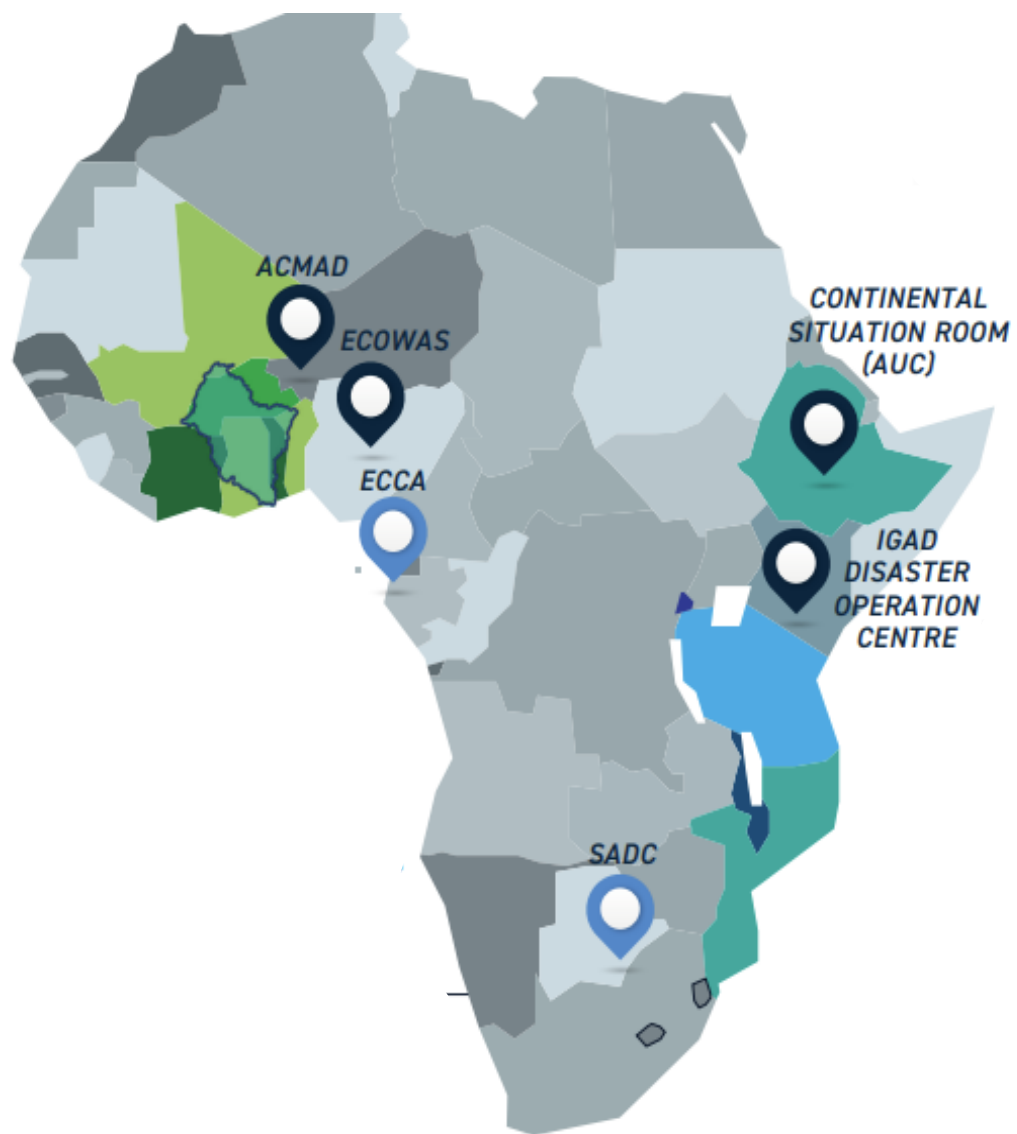 ACMAD
ECOWAS
ECCA
CONTINENTAL
SITUATION ROOM
(AUC)
IGAD
DISASTER
OPERATION
CENTRE
SADC